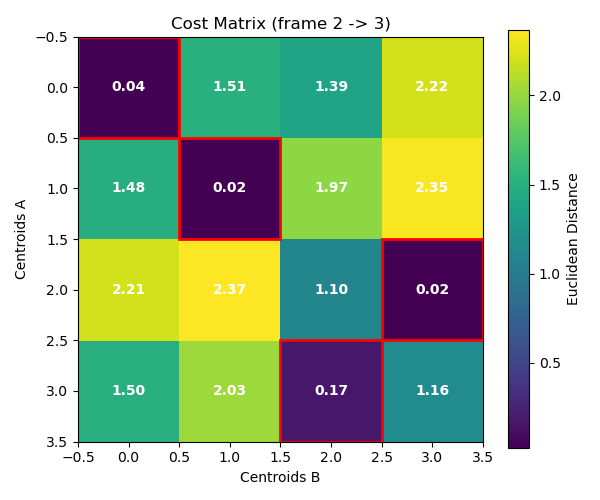 Cost Matrix (frame 2 -> 3)
−0.5
0.0
0.5
1.0
1.5
2.0
2.5
3.0
3.5
Centroids A
0.04 1.51 1.39 2.22
1.48 0.02 1.97 2.35
2.21 2.37 1.10 0.02
1.50 2.03 0.17 1.16
−0.5 0.0 0.5 1.0 1.5 2.0 2.5 3.0 3.5
Centroids B
2.0
1.5
1.0
0.5
Euclidean Distance